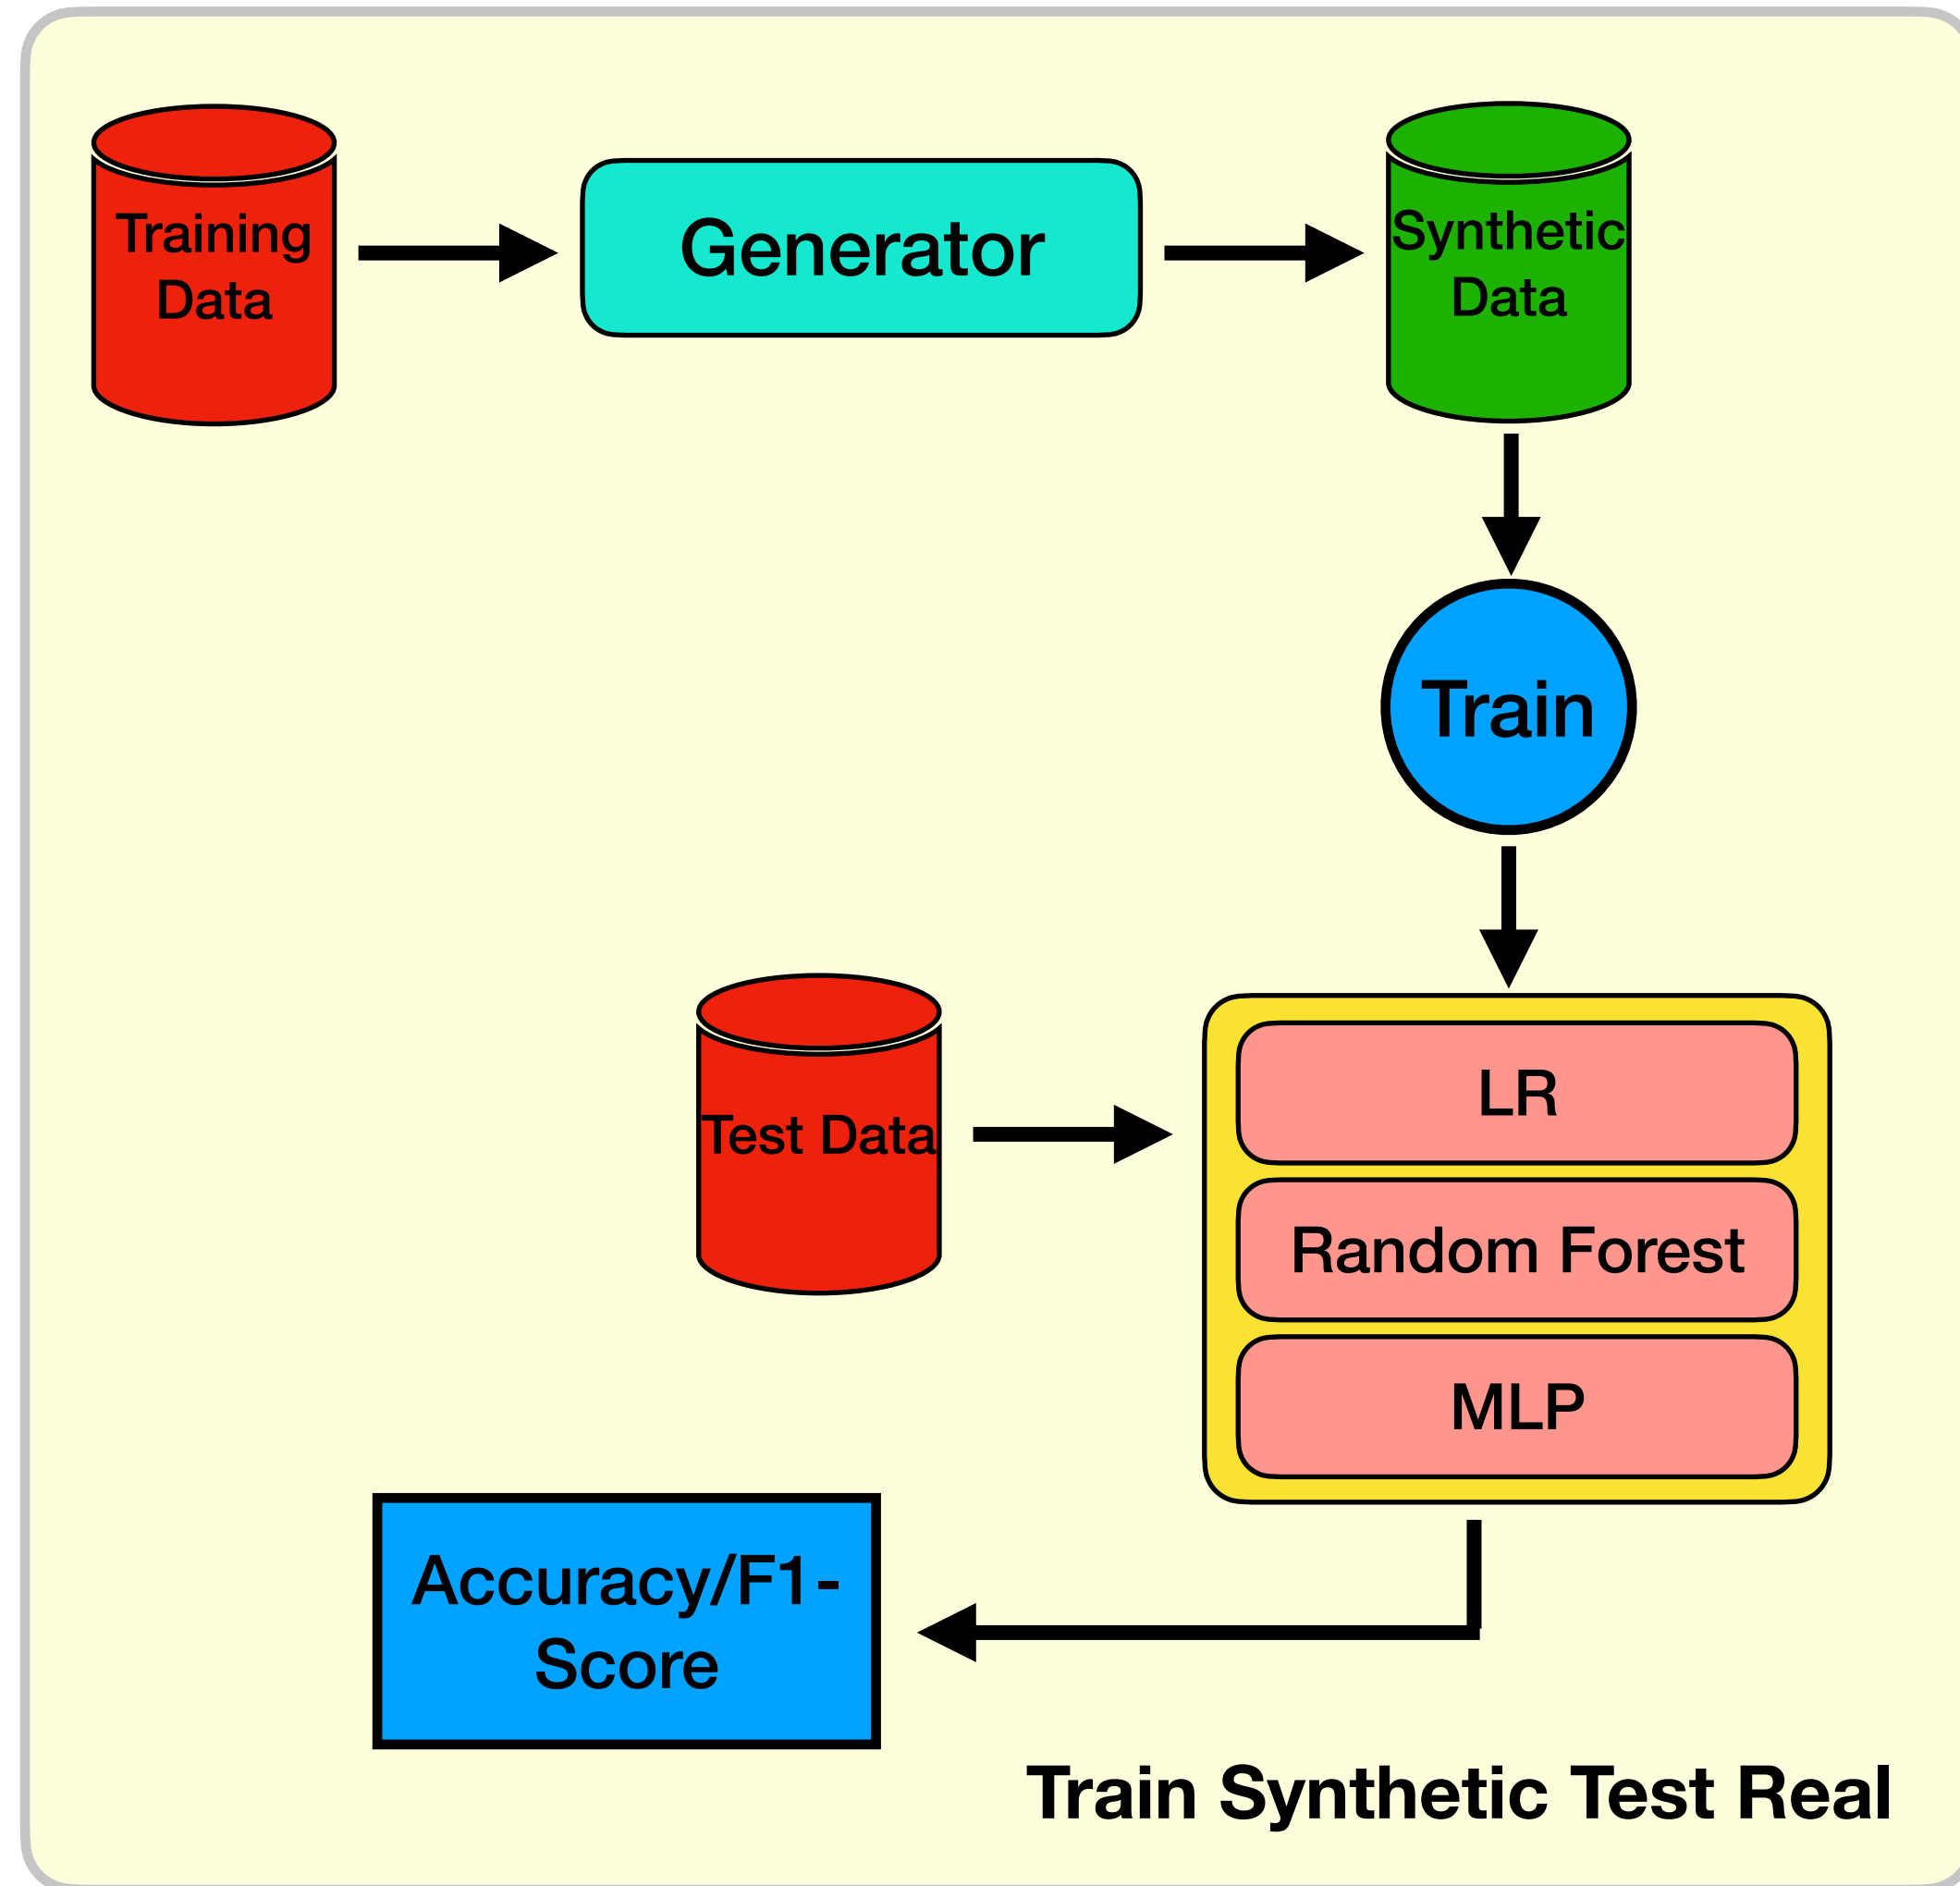 Training
Data
Generator
Synthetic
Data
Train
Test Data
LR
Random Forest
MLP
Accuracy/F1-
Score
Train Synthetic Test Real